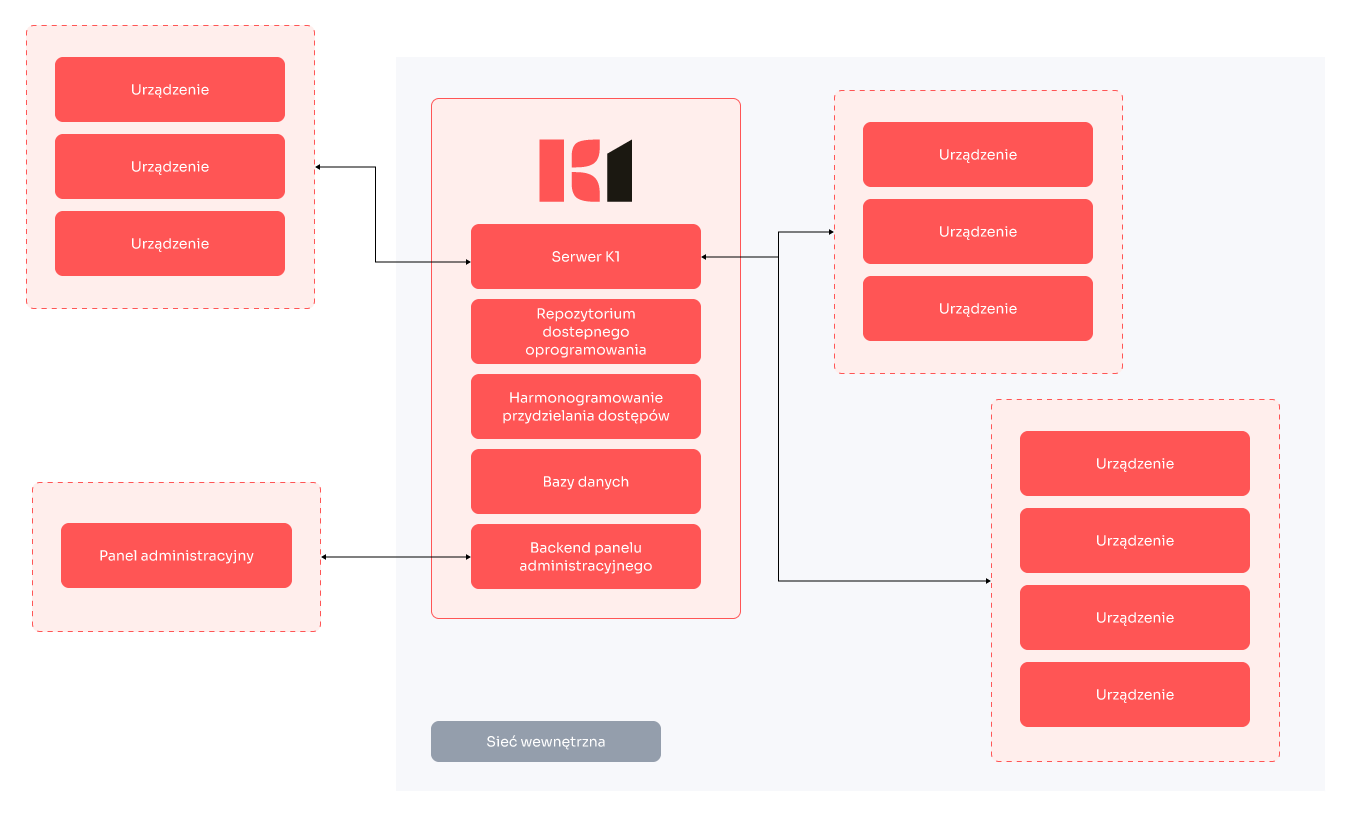 Urządzenie
Urządzenie
Urządzenie
Panel administracyjny
K1
Serwer K1
Repozytorium
dostepnego
oprogramowania
Harmonogramowanie
przydzielania dostępów
Bazy danych
Backend panelu
administracyjnego
Sieć wewnętrzna
Urządzenie
Urządzenie
Urządzenie
Urządzenie
Urządzenie
Urządzenie
Urządzenie